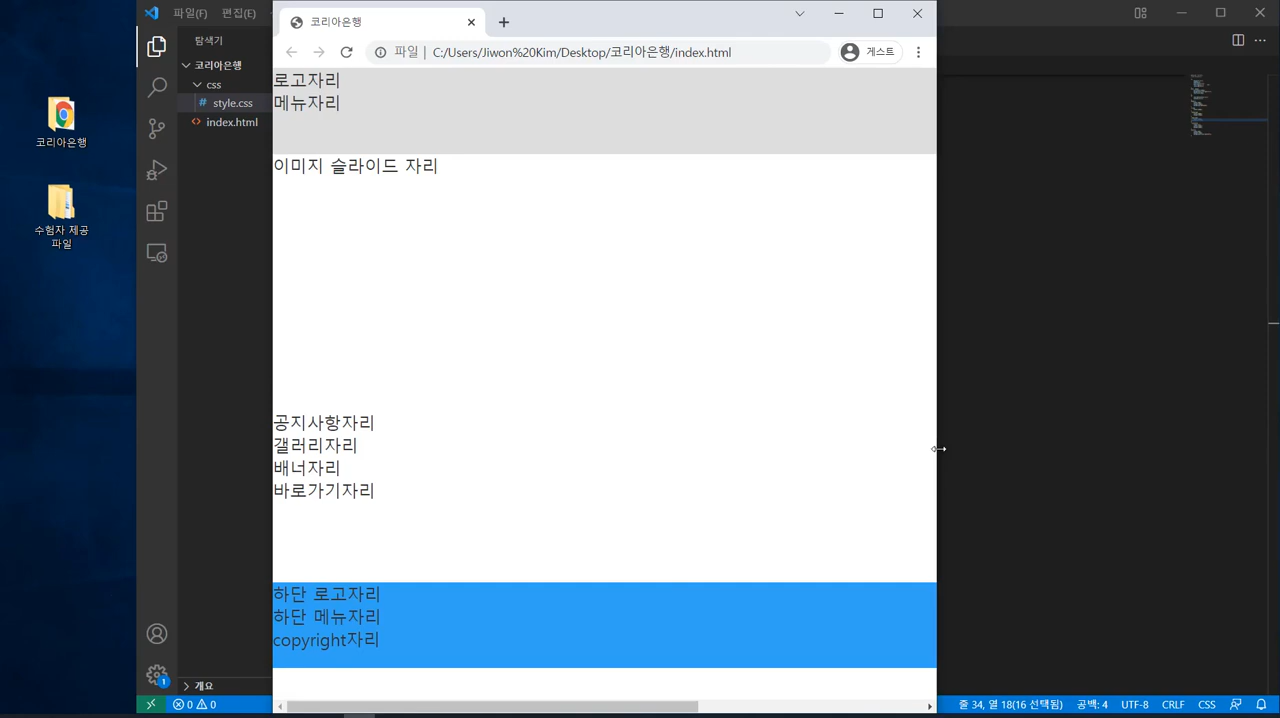 코리아은행
수험자 제공
파일
파일(F)
편집(E)
탐색기
코리아은행
css
# style.css
<> index.html
개요
0 0
코리아은행
파일 | C:/Users/Jiwon%20Kim/Desktop/코리아은행/index.html
게스트
로고자리
메뉴자리
이미지 슬라이드 자리
공지사항자리
갤러리자리
배너자리
바로가기자리
하단 로고자리
하단 메뉴자리
copyright자리
1
줄 34, 열 18(16 선택됨)
공백: 4
UTF-8
CRLF
CSS